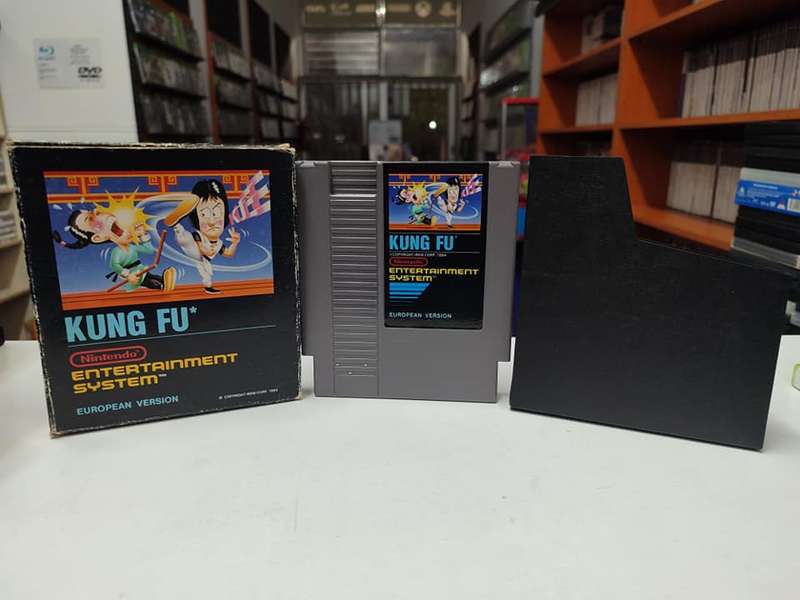 KUNG FU*
Nintendo
ENTERTAINMENT
SYSTEM™
EUROPEAN VERSION
KUNG FU*
Nintendo
ENTERTAINMENT
SYSTEM™
EUROPEAN VERSION
DVD